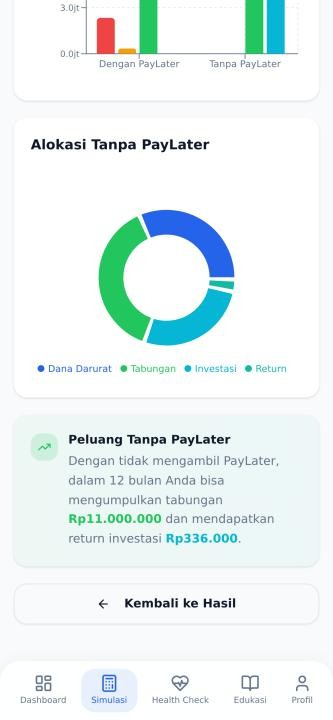 3.0jt
0.0jt
Dengan PayLater Tanpa PayLater
Alokasi Tanpa PayLater
Dana Darurat Tabungan Investasi Return
Peluang Tanpa PayLater
Dengan tidak mengambil PayLater,
dalam 12 bulan Anda bisa
mengumpulkan tabungan
Rp11.000.000 dan mendapatkan
return investasi Rp336.000.
Kembali ke Hasil
Dashboard Simulasi Health Check Edukasi Profil